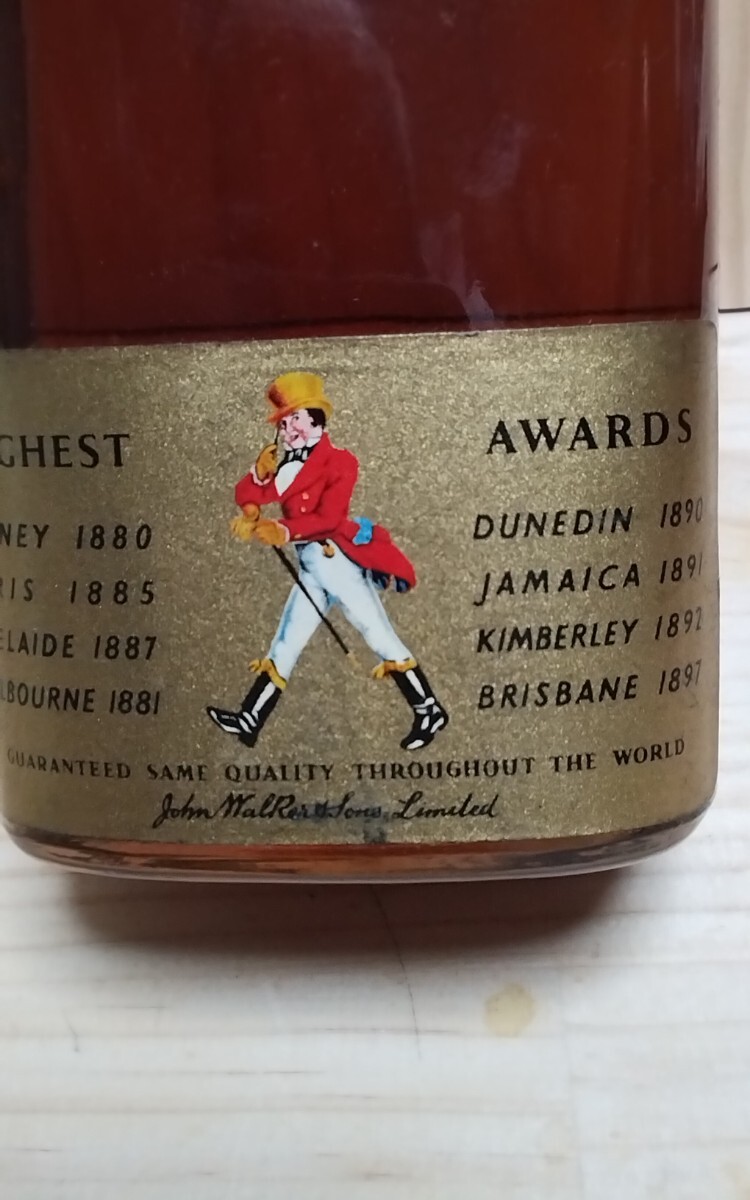 GHEST AWARDS
NEY 1880
RIS 1885
ELAIDE 1887
LBOURNE 1881
DUNEDIN 1890
JAMAICA 1891
KIMBERLEY 1892
BRISBANE 1897
GUARANTEED SAME QUALITY THROUGHOUT THE WORLD
John Walker & Sons, Limited